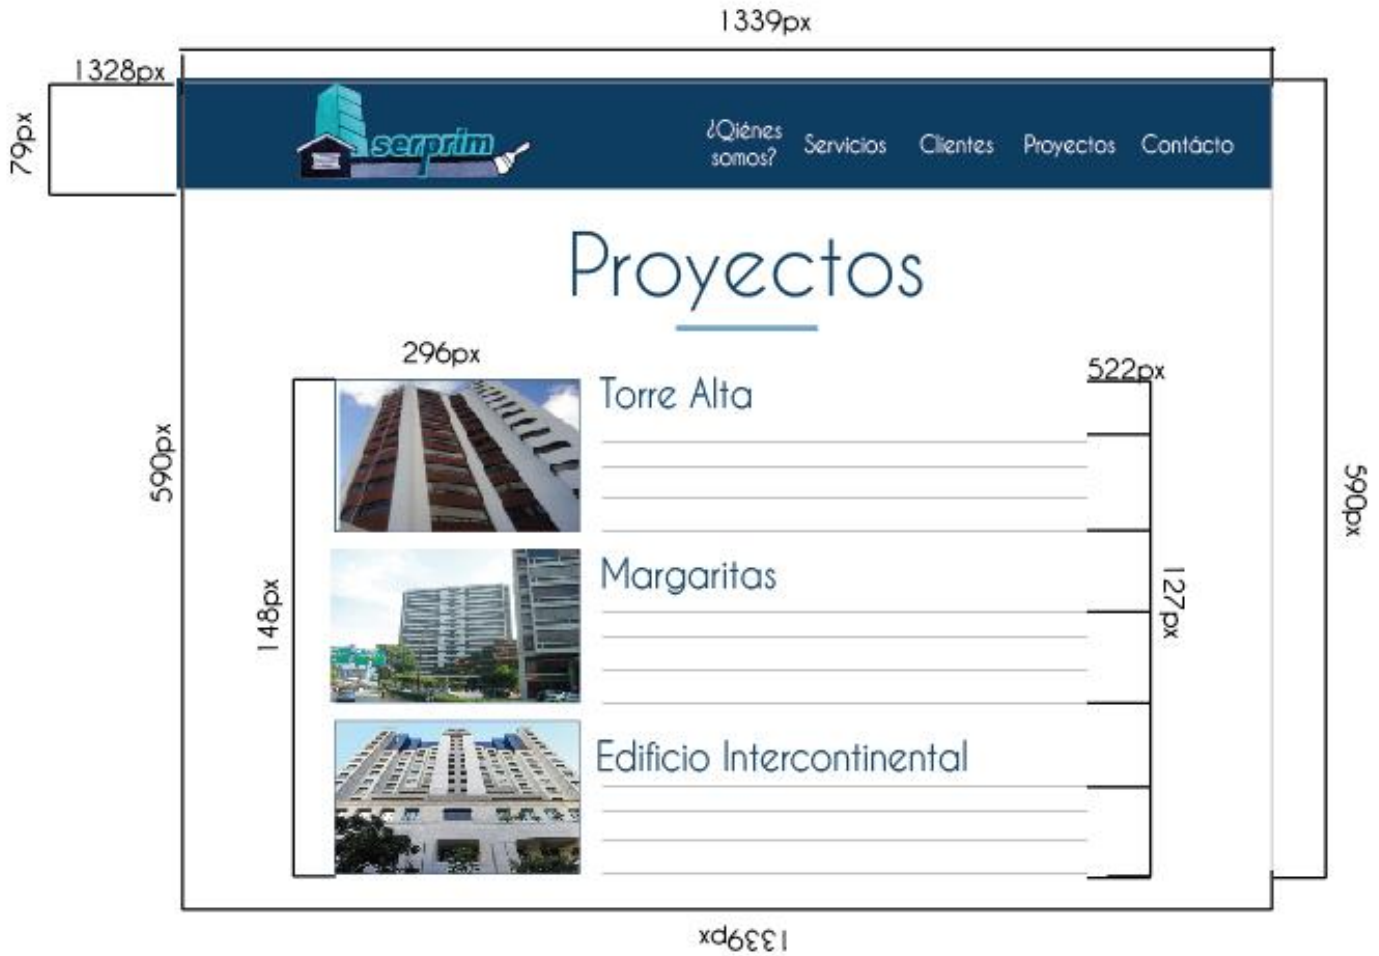 1339px
1328px
79px
serprim
¿Qiénes
somos?
Servicios
Clientes
Proyectos
Contácto
Proyectos
296px
522px
Torre Alta
590px
590px
Margaritas
148px
127px
Edificio Intercontinental
1339px